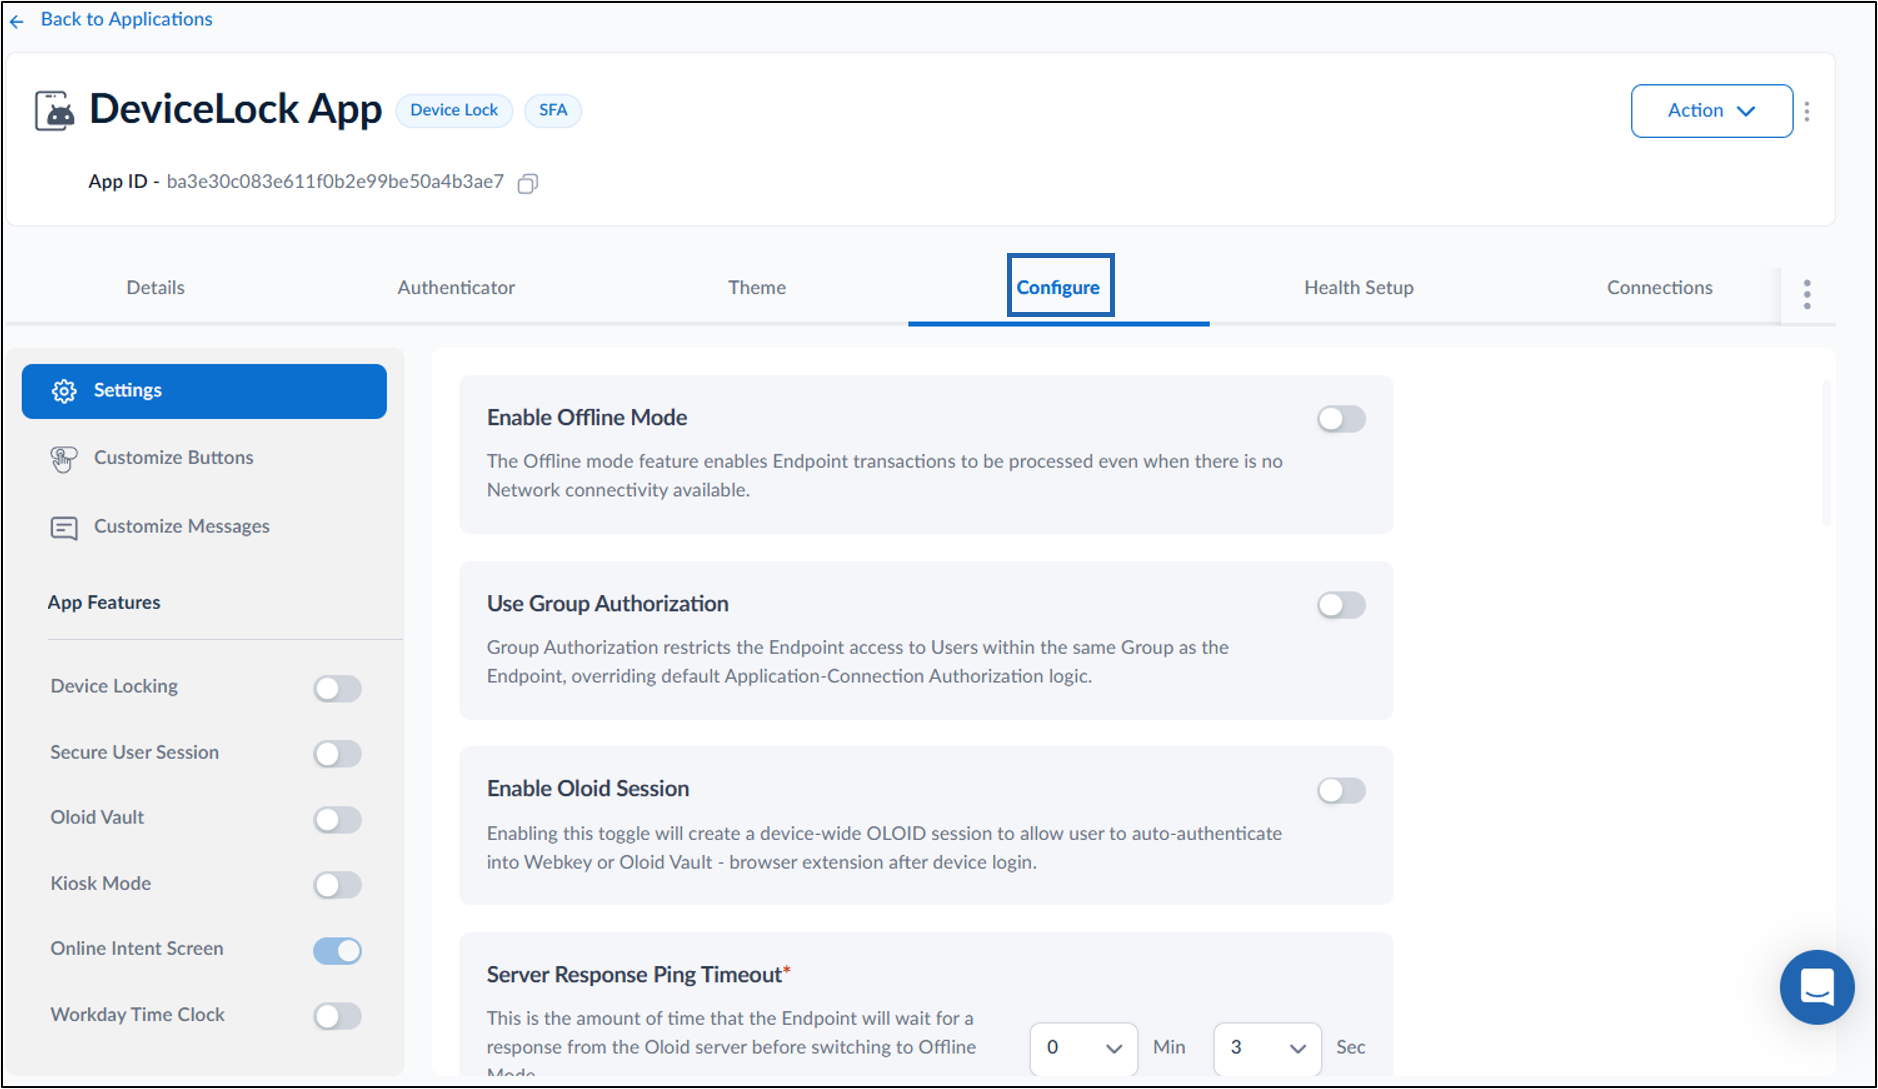 Back to Applications
DeviceLock App Device Lock SFA
Action
App ID - ba3e30c083e611f0b2e99be50a4b3ae7
Details Authenticator Theme Configure Health Setup Connections
Settings
Customize Buttons
Customize Messages
App Features
Device Locking
Secure User Session
Oloid Vault
Kiosk Mode
Online Intent Screen
Workday Time Clock
Enable Offline Mode
The Offline mode feature enables Endpoint transactions to be processed even when there is no
Network connectivity available.
Use Group Authorization
Group Authorization restricts the Endpoint access to Users within the same Group as the
Endpoint, overriding default Application-Connection Authorization logic.
Enable Oloid Session
Enabling this toggle will create a device-wide OLOID session to allow user to auto-authenticate
into Webkey or Oloid Vault - browser extension after device login.
Server Response Ping Timeout*
This is the amount of time that the Endpoint will wait for a
response from the Oloid server before switching to Offline
Mode
0 Min 3 Sec